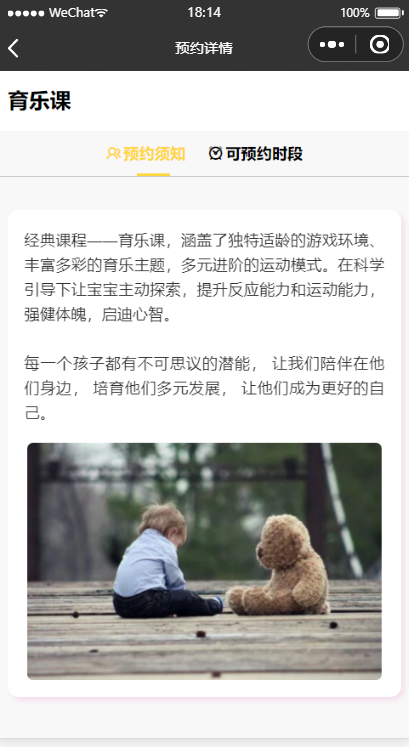 WeChat 18:14 100%
预约详情
育乐课
预约须知 可预约时段
经典课程——育乐课，涵盖了独特适龄的游戏环境、
丰富多彩的育乐主题，多元进阶的运动模式。在科学
引导下让宝宝主动探索，提升反应能力和运动能力，
强健体魄，启迪心智。
每一个孩子都有不可思议的潜能， 让我们陪伴在他
们身边， 培育他们多元发展， 让他们成为更好的自
己。